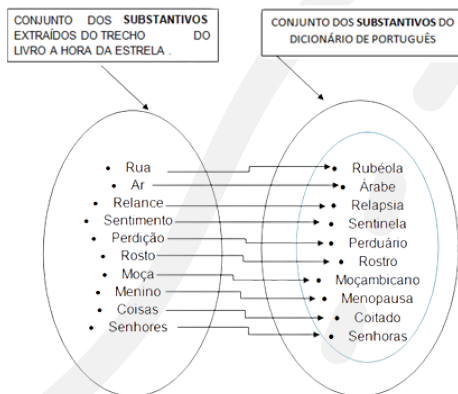 CONJUNTO DOS SUBSTANTIVOS
EXTRAÍDOS DO TRECHO DO
LIVRO A HORA DA ESTRELA .
CONJUNTO DOS SUBSTANTIVOS DO
DICIONÁRIO DE PORTUGUÊS
Rua
Ar
Relance
Sentimento
Perdição
Rosto
Moça
Menino
Coisas
Senhores
Rubéola
Árabe
Relapsia
Sentinela
Perduário
Rostro
Moçambicano
Menopausa
Coitado
Senhoras